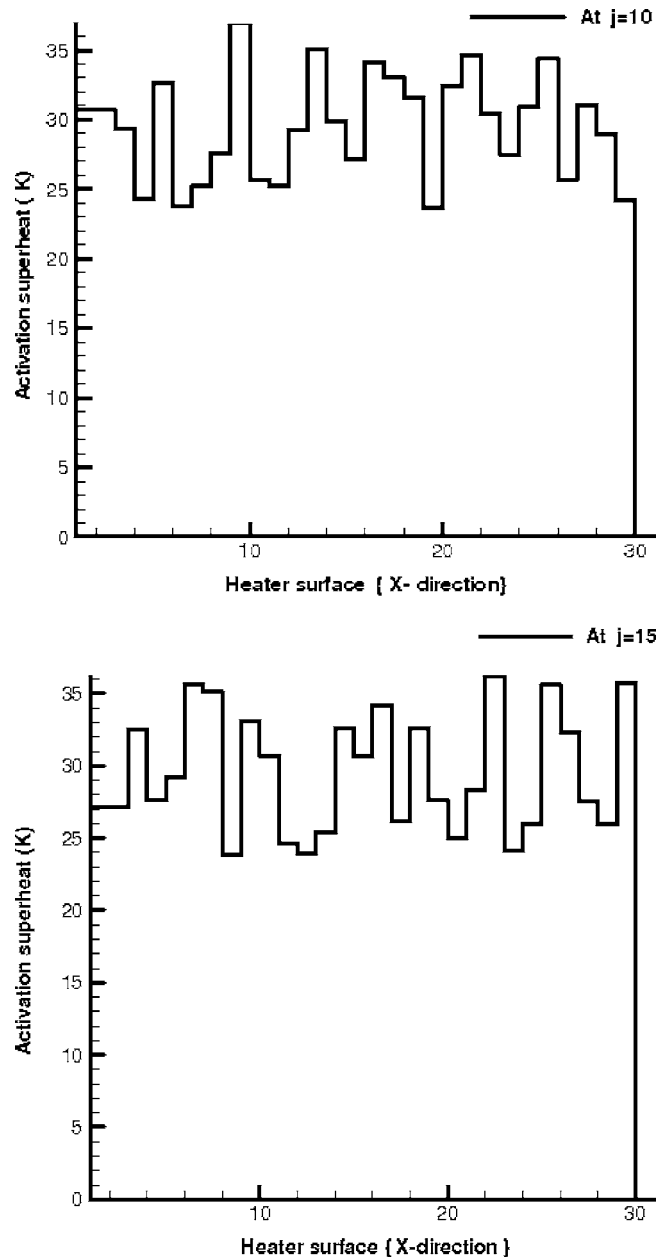 At j=10
35
30
25
20
15
10
5
0
Activation superheat ( K)
10 20 30
Heater surface { X- direction}
At j=15
35
30
25
20
15
10
5
0
Activation superheat (K)
10 20 30
Heater surface { X-direction }